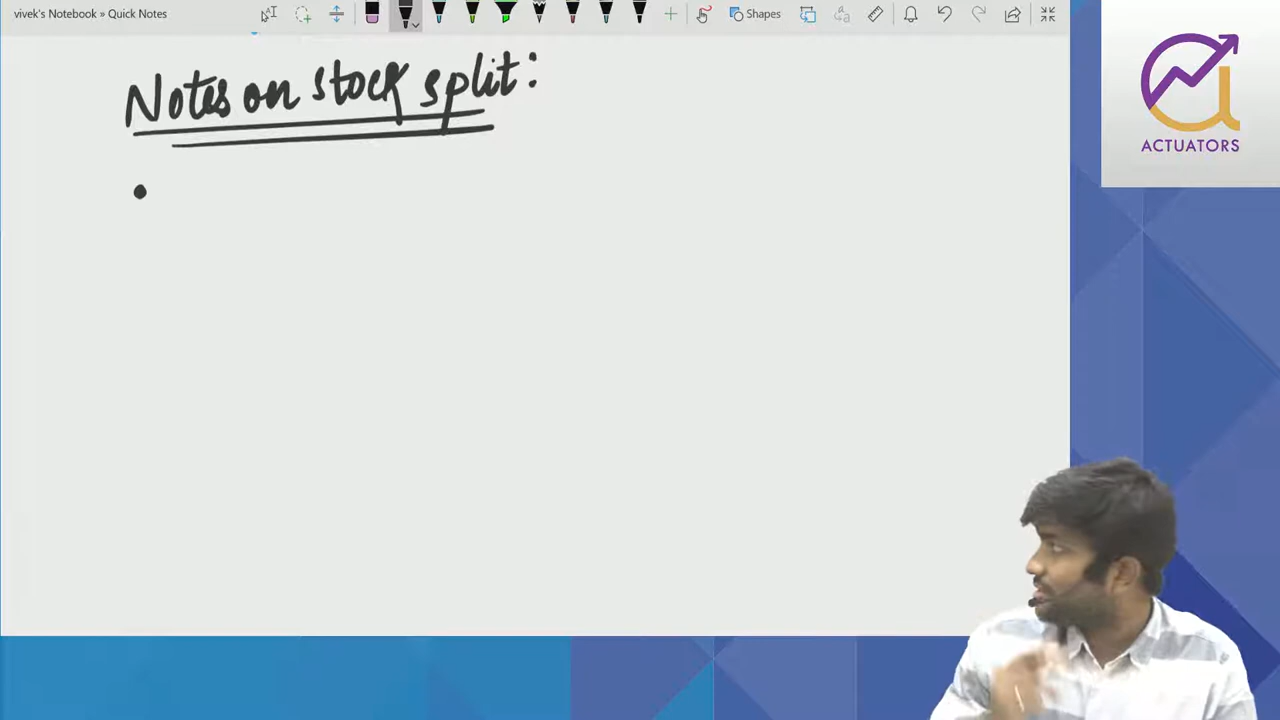 vivek's Notebook » Quick Notes
Shapes
Notes on stock split:
•
ACTUATORS